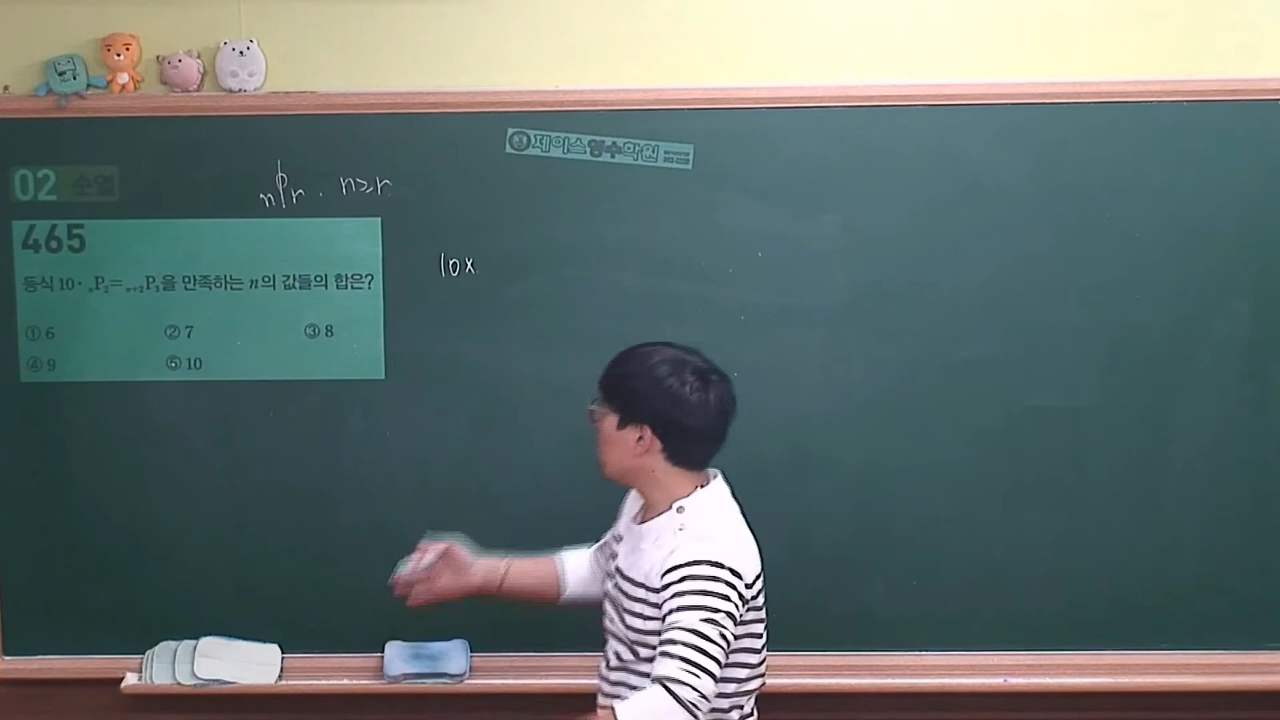 제이스영수학원
02 순열
nPr . n≥r.
465
등식 10· ₙP₂=ₙ₊₂P₃을 만족하는 n의 값들의 합은?
① 6 ② 7 ③ 8
④ 9 ⑤ 10
10×